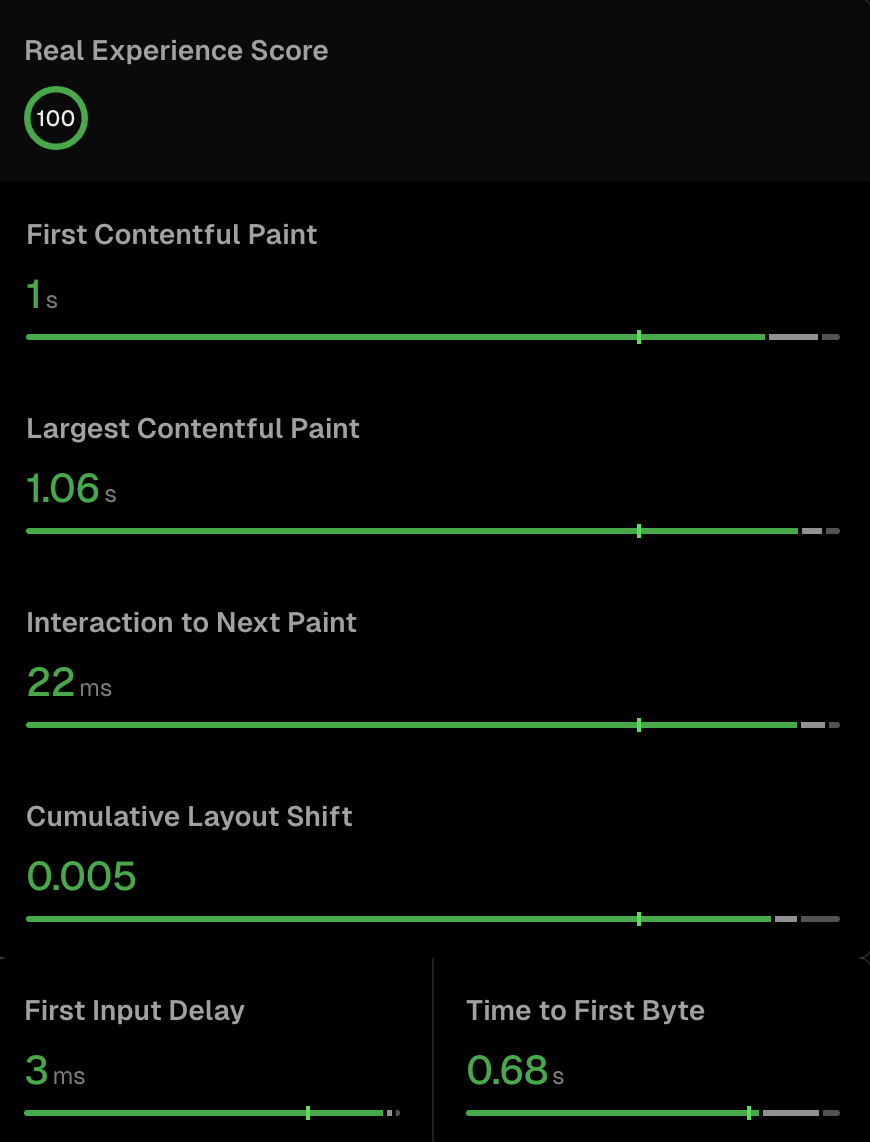 Real Experience Score
100
First Contentful Paint
1 s
Largest Contentful Paint
1.06 s
Interaction to Next Paint
22 ms
Cumulative Layout Shift
0.005
First Input Delay
3 ms
Time to First Byte
0.68 s